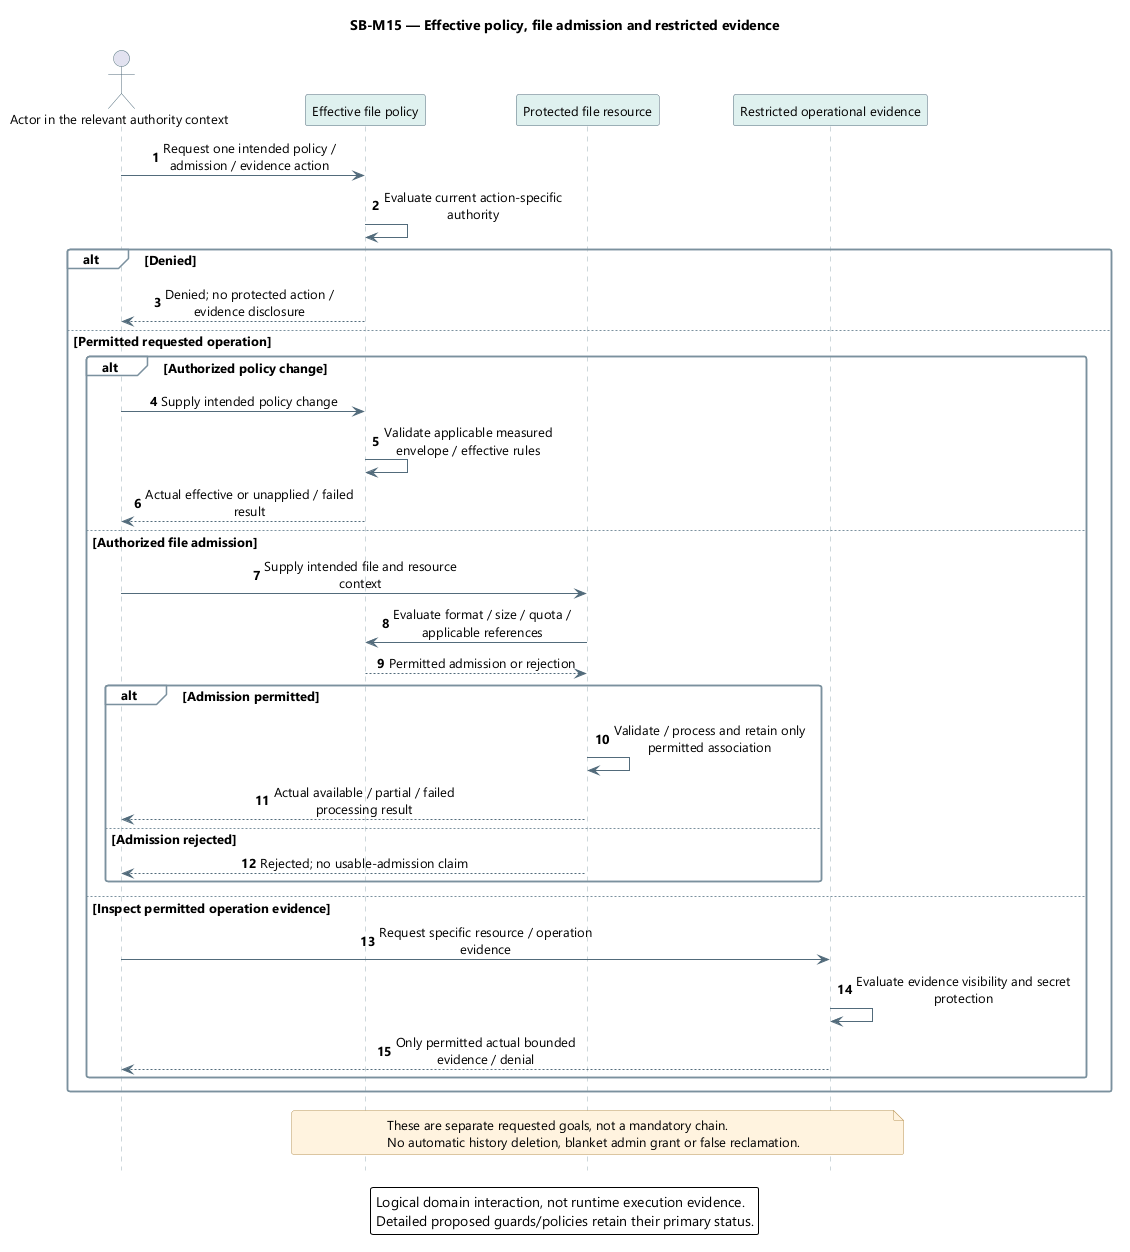 SB-M15 — Effective policy, file admission and restricted evidence
Actor in the relevant authority context
Effective file policy
Protected file resource
Restricted operational evidence
1 Request one intended policy /
admission / evidence action
2 Evaluate current action-specific
authority
alt [Denied]
3 Denied; no protected action /
evidence disclosure
[Permitted requested operation]
alt [Authorized policy change]
4 Supply intended policy change
5 Validate applicable measured
envelope / effective rules
6 Actual effective or unapplied / failed
result
[Authorized file admission]
7 Supply intended file and resource
context
8 Evaluate format / size / quota /
applicable references
9 Permitted admission or rejection
alt [Admission permitted]
10 Validate / process and retain only
permitted association
11 Actual available / partial / failed
processing result
[Admission rejected]
12 Rejected; no usable-admission claim
[Inspect permitted operation evidence]
13 Request specific resource / operation
evidence
14 Evaluate evidence visibility and secret
protection
15 Only permitted actual bounded
evidence / denial
These are separate requested goals, not a mandatory chain.
No automatic history deletion, blanket admin grant or false reclamation.
Logical domain interaction, not runtime execution evidence.
Detailed proposed guards/policies retain their primary status.